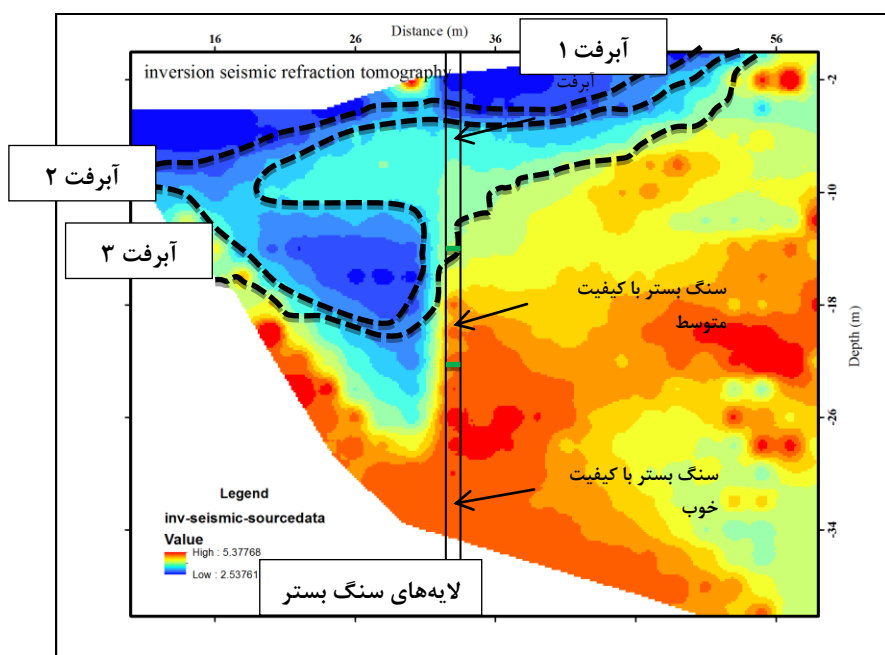 Distance (m)
16 26 36 56
آبرفت ۱
inversion seismic refraction tomography
آبرفت
-2
آبرفت ۲
-10
آبرفت ۳
سنگ بستر با کیفیت
متوسط
-18
Depth (m)
-26
سنگ بستر با کیفیت
خوب
-34
Legend
inv-seismic-sourcedata
Value
High : 5.37768
Low : 2.53761
لایه‌های سنگ بستر